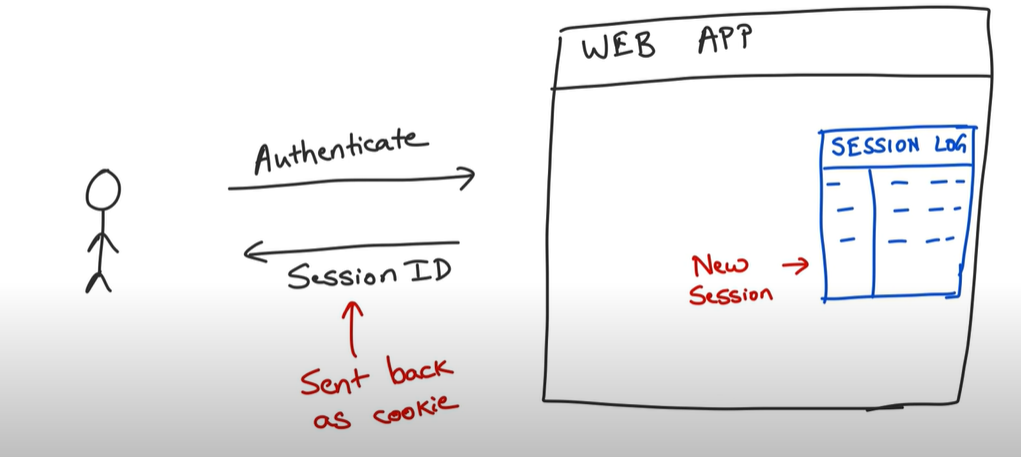 WEB APP
SESSION LOG
Authenticate
Session ID
New
Session
Sent back
as cookie